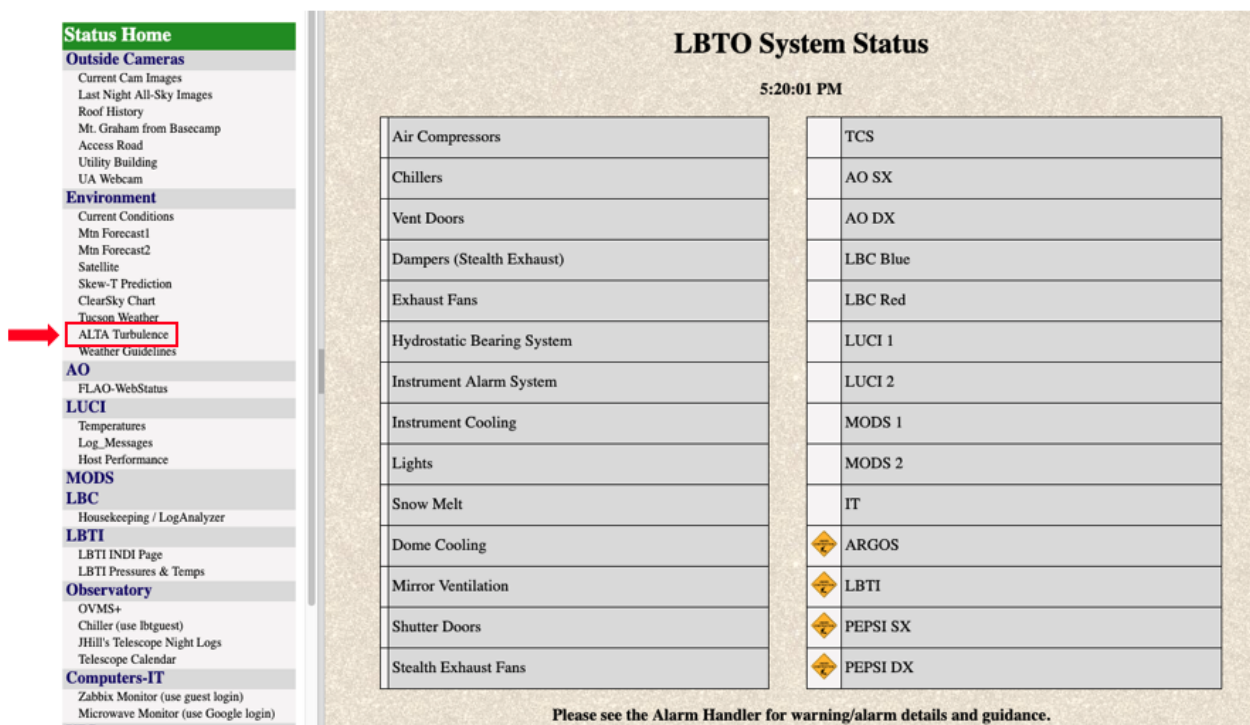 Status Home
Outside Cameras
Current Cam Images
Last Night All-Sky Images
Roof History
Mt. Graham from Basecamp
Access Road
Utility Building
UA Webcam
Environment
Current Conditions
Mtn Forecast1
Mtn Forecast2
Satellite
Skew-T Prediction
ClearSky Chart
Tucson Weather
ALTA Turbulence
Weather Guidelines
AO
FLAO-WebStatus
LUCI
Temperatures
Log_Messages
Host Performance
MODS
LBC
Housekeeping / LogAnalyzer
LBTI
LBTI INDI Page
LBTI Pressures & Temps
Observatory
OVMS+
Chiller (use lbtguest)
JHill's Telescope Night Logs
Telescope Calendar
Computers-IT
Zabbix Monitor (use guest login)
Microwave Monitor (use Google login)
LBTO System Status
5:20:01 PM
Air Compressors
Chillers
Vent Doors
Dampers (Stealth Exhaust)
Exhaust Fans
Hydrostatic Bearing System
Instrument Alarm System
Instrument Cooling
Lights
Snow Melt
Dome Cooling
Mirror Ventilation
Shutter Doors
Stealth Exhaust Fans
TCS
AO SX
AO DX
LBC Blue
LBC Red
LUCI 1
LUCI 2
MODS 1
MODS 2
IT
ARGOS
LBTI
PEPSI SX
PEPSI DX
Please see the Alarm Handler for warning/alarm details and guidance.